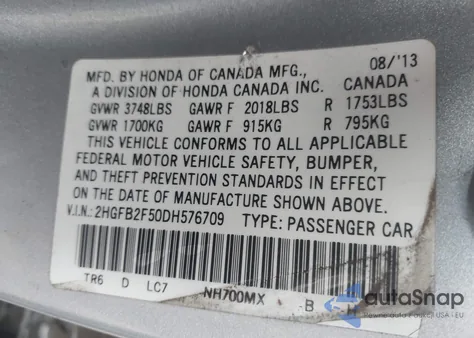 MFD. BY HONDA OF CANADA MFG., 08/'13
A DIVISION OF HONDA CANADA INC. CANADA
GVWR 3748LBS GAWR F 2018LBS R 1753LBS
GVWR 1700KG GAWR F 915KG R 795KG
THIS VEHICLE CONFORMS TO ALL APPLICABLE
FEDERAL MOTOR VEHICLE SAFETY, BUMPER,
AND THEFT PREVENTION STANDARDS IN EFFECT
ON THE DATE OF MANUFACTURE SHOWN ABOVE.
V.I.N.: 2HGFB2F50DH576709 TYPE: PASSENGER CAR
TR6 D LC7 NH700MX B H
autoSnap